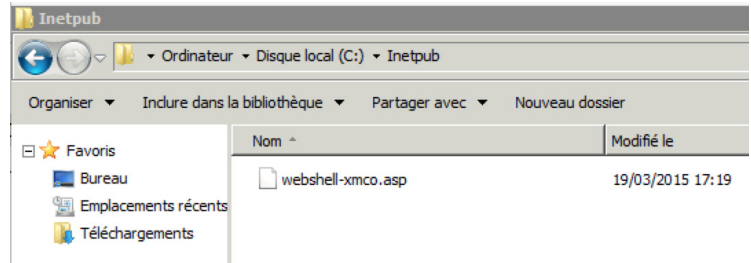 Inetpub
Ordinateur Disque local (C:) Inetpub
Organiser Inclure dans la bibliothèque Partager avec Nouveau dossier
Favoris
Bureau
Emplacements récents
Téléchargements
Nom Modifié le
webshell-xmco.asp 19/03/2015 17:19